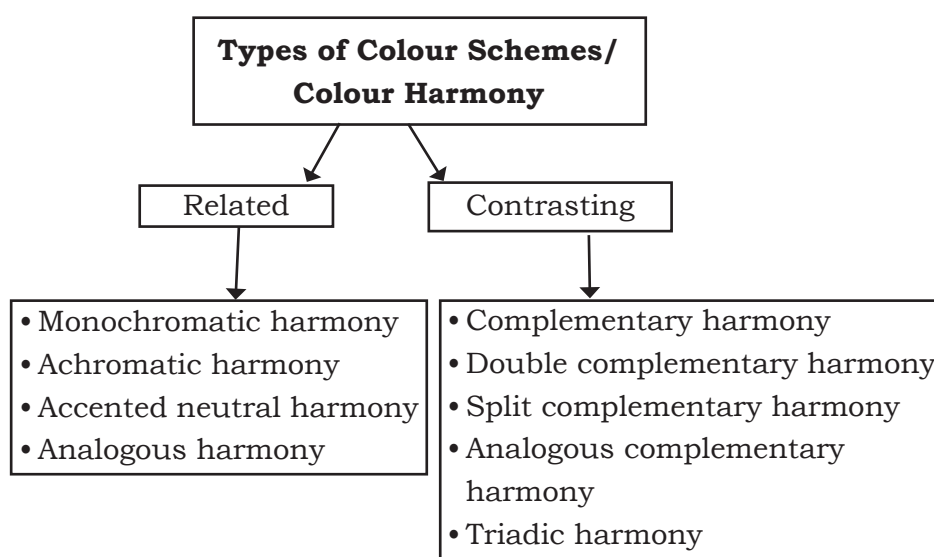 Types of Colour Schemes/
Colour Harmony
Related
Contrasting
• Monochromatic harmony
• Achromatic harmony
• Accented neutral harmony
• Analogous harmony
• Complementary harmony
• Double complementary harmony
• Split complementary harmony
• Analogous complementary
harmony
• Triadic harmony